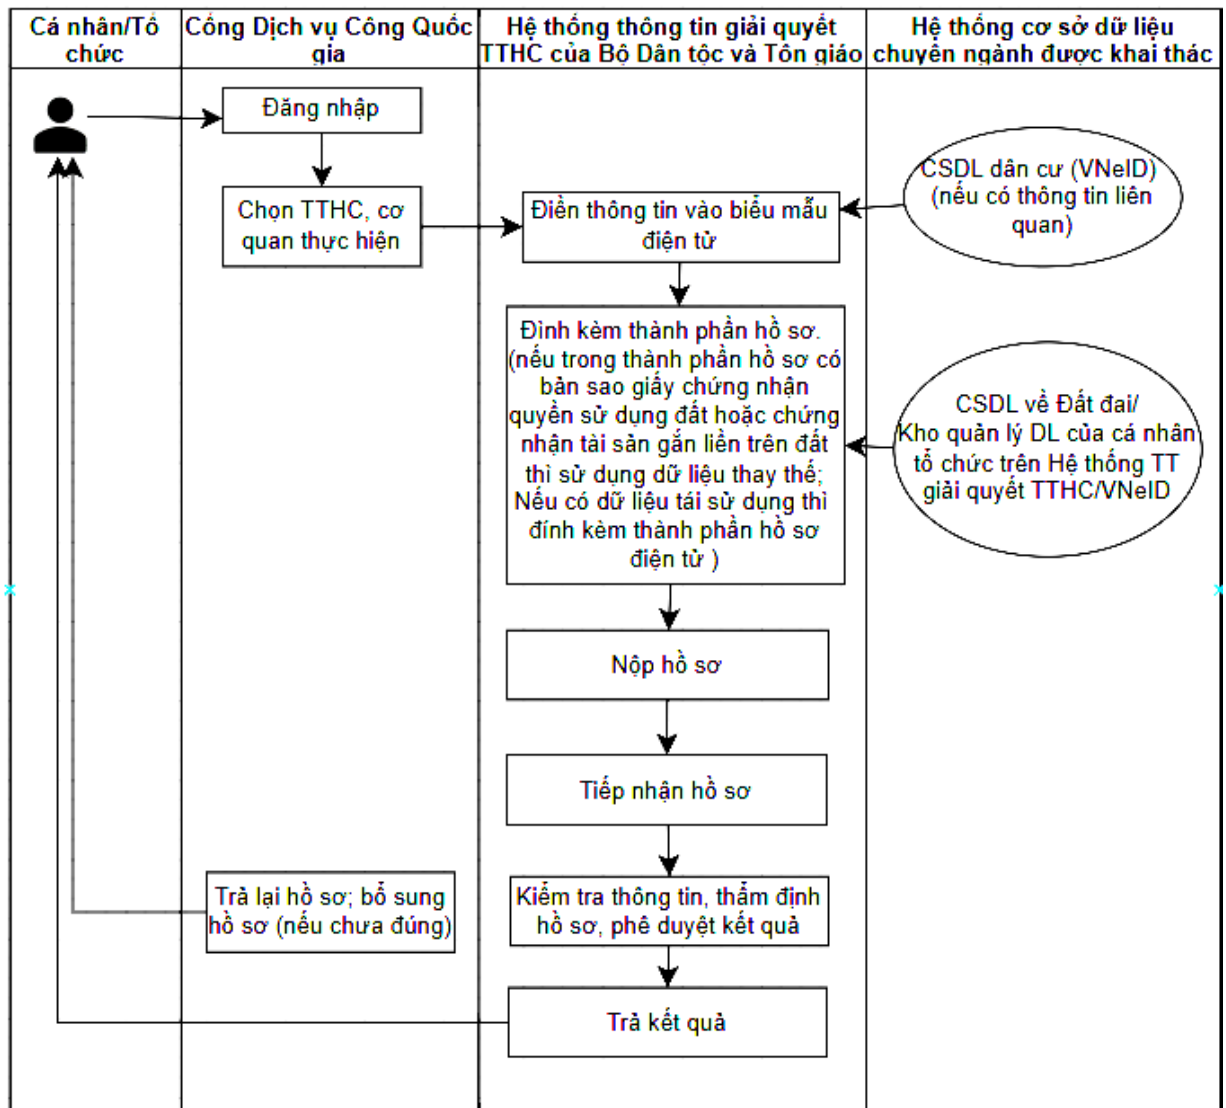 Cá nhân/Tổ
chức
Cổng Dịch vụ Công Quốc
gia
Hệ thống thông tin giải quyết
TTHC của Bộ Dân tộc và Tôn giáo
Hệ thống cơ sở dữ liệu
chuyên ngành được khai thác
Đăng nhập
Chọn TTHC, cơ
quan thực hiện
Điền thông tin vào biểu mẫu
điện tử
CSDL dân cư (VNeID)
(nếu có thông tin liên
quan)
Đình kèm thành phần hồ sơ.
(nếu trong thành phần hồ sơ có
bản sao giấy chứng nhận
quyền sử dụng đất hoặc chứng
nhận tài sản gắn liền trên đất
thì sử dụng dữ liệu thay thế;
Nếu có dữ liệu tái sử dụng thì
đính kèm thành phần hồ sơ
điện tử )
CSDL về Đất đai/
Kho quản lý DL của cá nhân
tổ chức trên Hệ thống TT
giải quyết TTHC/VNeID
Nộp hồ sơ
Tiếp nhận hồ sơ
Trả lại hồ sơ; bổ sung
hồ sơ (nếu chưa đúng)
Kiểm tra thông tin, thẩm định
hồ sơ, phê duyệt kết quả
Trả kết quả